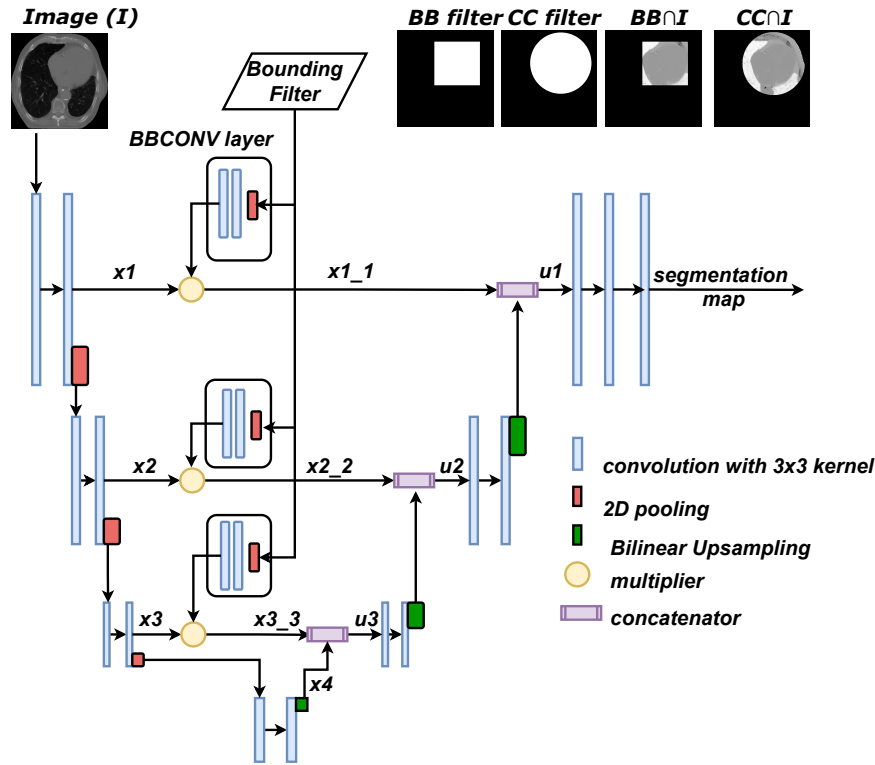 Image (I)
BB filter
CC filter
BB∩I
CC∩I
Bounding
Filter
BBCONV layer
x1
x1_1
u1
segmentation
map
x2
x2_2
u2
x3
x3_3
u3
x4
convolution with 3x3 kernel
2D pooling
Bilinear Upsampling
multiplier
concatenator